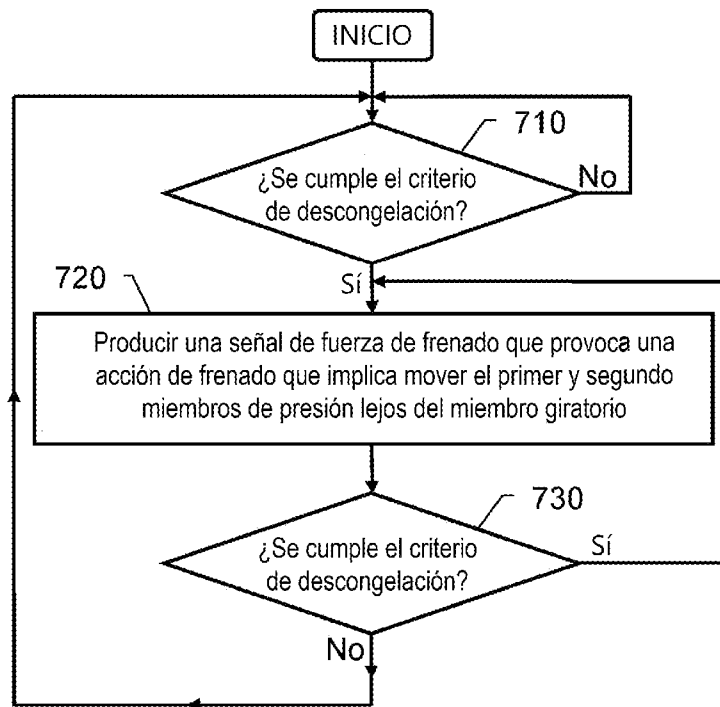 INICIO
710
¿Se cumple el criterio
de descongelación?
No
Sí
720
Producir una señal de fuerza de frenado que provoca una
acción de frenado que implica mover el primer y segundo
miembros de presión lejos del miembro giratorio
730
¿Se cumple el criterio
de descongelación?
Sí
No